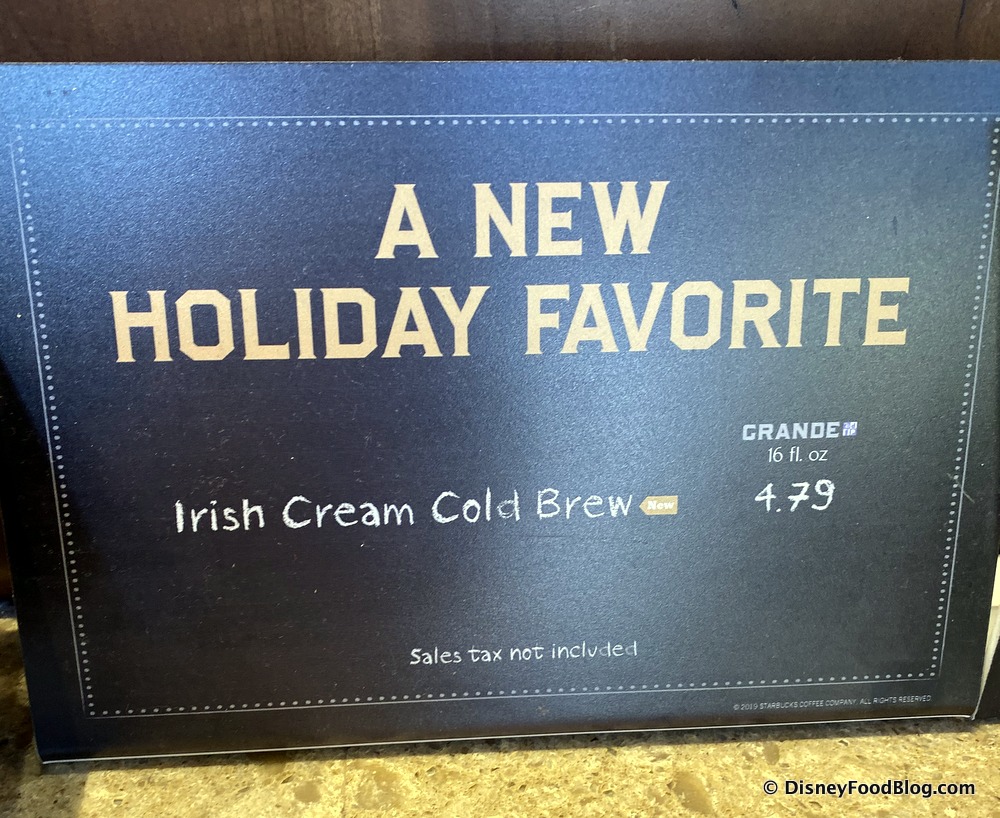 A NEW
HOLIDAY FAVORITE
GRANDE
16 fl. oz
Irish Cream Cold Brew New 4.79
Sales tax not included
© 2019 STARBUCKS COFFEE COMPANY. ALL RIGHTS RESERVED.
© DisneyFoodBlog.com